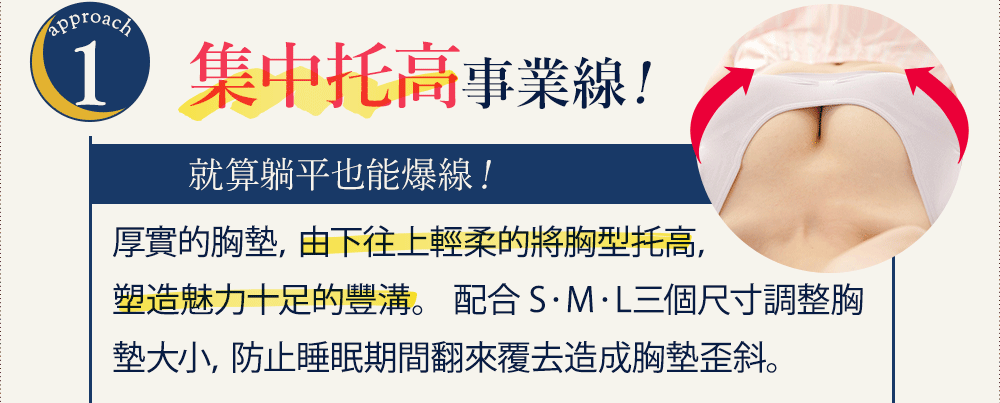 approach
1
集中托高事業線!
就算躺平也能爆線!
厚實的胸墊, 由下往上輕柔的將胸型托高,
塑造魅力十足的豐溝。 配合 S·M·L三個尺寸調整胸
墊大小, 防止睡眠期間翻來覆去造成胸墊歪斜。